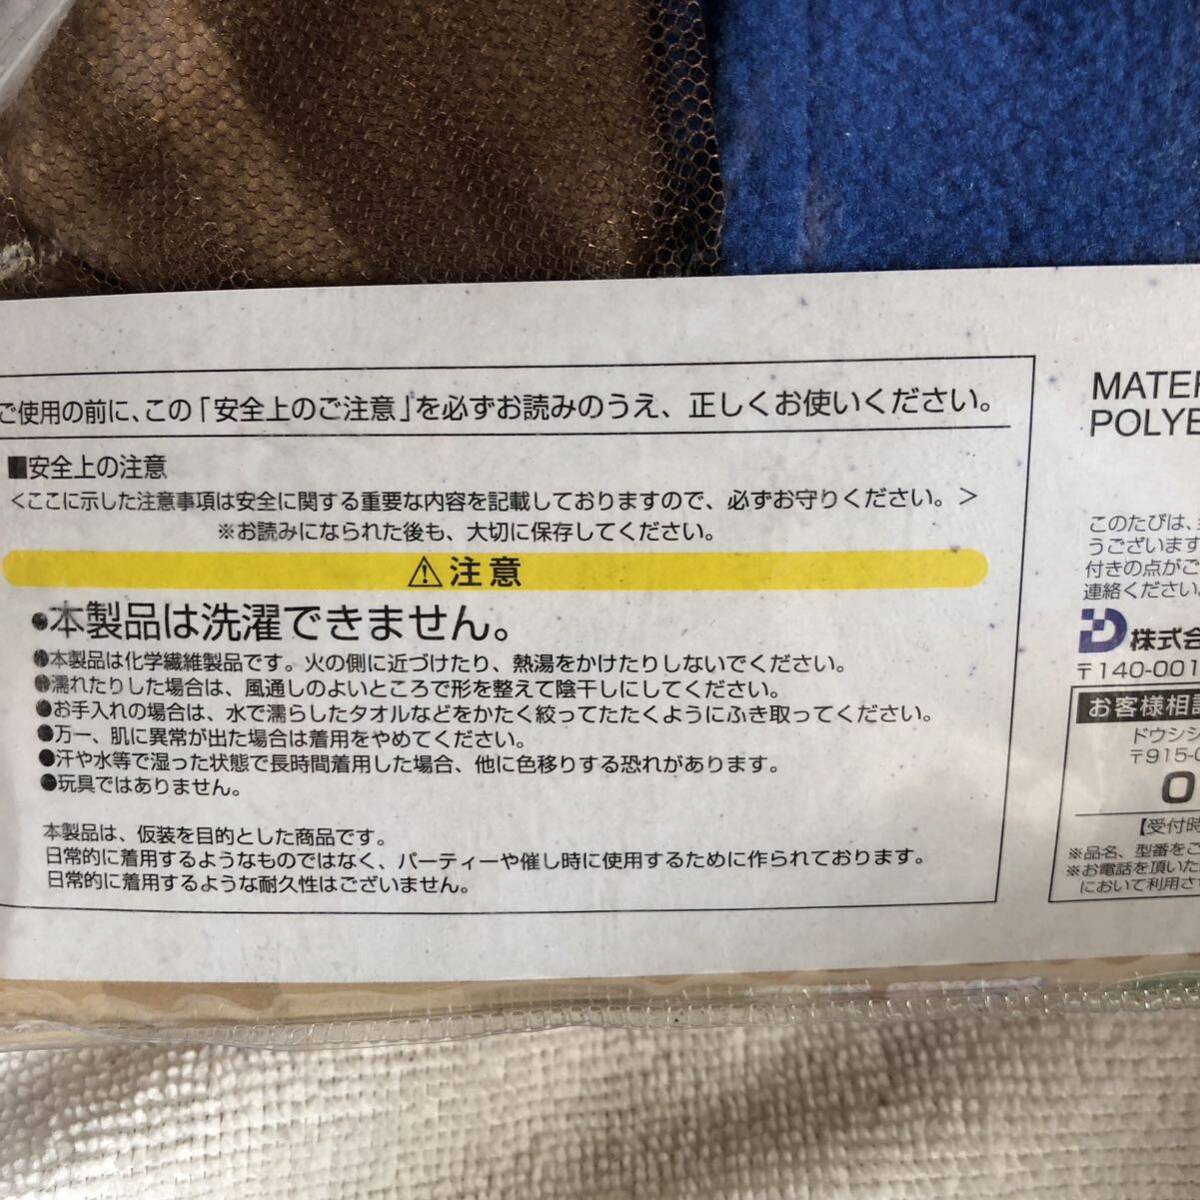 ご使用の前に、この「安全上のご注意」を必ずお読みのうえ、正しくお使いください。
■安全上の注意
<ここに示した注意事項は安全に関する重要な内容を記載しておりますので、必ずお守りください。>
※お読みになられた後も、大切に保存してください。
⚠注意
●本製品は洗濯できません。
●本製品は化学繊維製品です。火の側に近づけたり、熱湯をかけたりしないでください。
●濡れたりした場合は、風通しのよいところで形を整えて陰干しにしてください。
●お手入れの場合は、水で濡らしたタオルなどをかたく絞ってたたくようにふき取ってください。
●万一、肌に異常が出た場合は着用をやめてください。
●汗や水等で湿った状態で長時間着用した場合、他に色移りする恐れがあります。
●玩具ではありません。
本製品は、仮装を目的とした商品です。
日常的に着用するようなものではなく、パーティーや催し時に使用するために作られております。
日常的に着用するような耐久性はございません。
MATER
POLYE
このたびは、
うございます
付きの点がご
連絡ください。
D株式会
〒140-001
お客様相談
ドウシシ
〒915-0
0
【受付時
※品名、型番をご
※お電話を頂いた
において利用さ